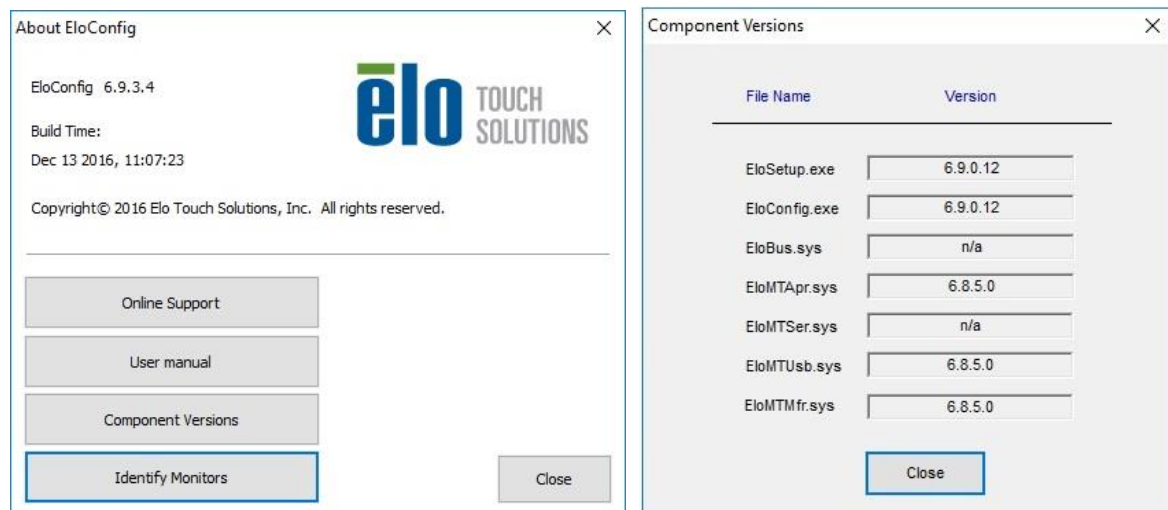 About EloConfig
EloConfig 6.9.3.4
Build Time:
Dec 13 2016, 11:07:23
elo TOUCH
SOLUTIONS
Copyright© 2016 Elo Touch Solutions, Inc. All rights reserved.
Online Support
User manual
Component Versions
Identify Monitors
Close
Component Versions
File Name Version
EloSetup.exe 6.9.0.12
EloConfig.exe 6.9.0.12
EloBus.sys n/a
EloMTApr.sys 6.8.5.0
EloMTSer.sys n/a
EloMTUsb.sys 6.8.5.0
EloMTMfr.sys 6.8.5.0
Close